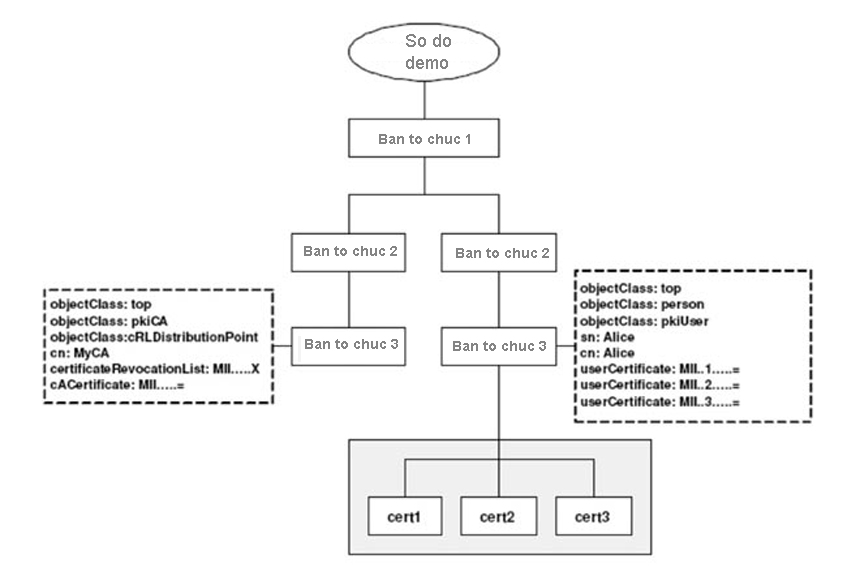 So do
demo
Ban to chuc 1
Ban to chuc 2
Ban to chuc 2
objectClass: top
objectClass: pkiCA
objectClass:cRLDistributionPoint
cn: MyCA
certificateRevocationList: MII.....X
cACertificate: MII.....=
Ban to chuc 3
Ban to chuc 3
objectClass: top
objectClass: person
objectClass: pkiUser
sn: Alice
cn: Alice
userCertificate: MII..1.....=
userCertificate: MII..2.....=
userCertificate: MII..3.....=
cert1
cert2
cert3